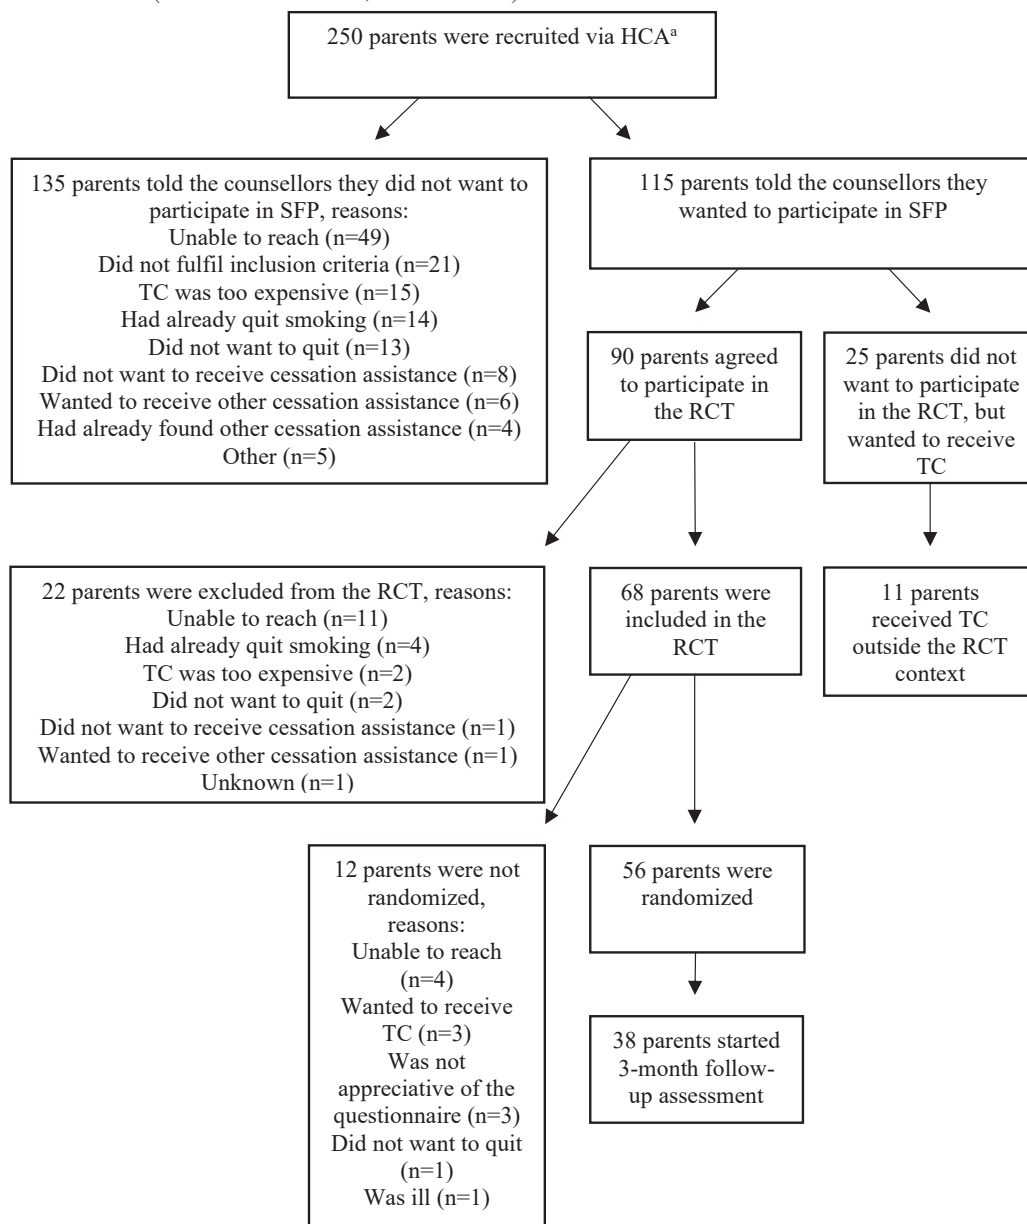 250 parents were recruited via HCAª
135 parents told the counsellors they did not want to
participate in SFP, reasons:
Unable to reach (n=49)
Did not fulfil inclusion criteria (n=21)
TC was too expensive (n=15)
Had already quit smoking (n=14)
Did not want to quit (n=13)
Did not want to receive cessation assistance (n=8)
Wanted to receive other cessation assistance (n=6)
Had already found other cessation assistance (n=4)
Other (n=5)
115 parents told the counsellors they
wanted to participate in SFP
90 parents agreed
to participate in
the RCT
25 parents did not
want to participate
in the RCT, but
wanted to receive
TC
22 parents were excluded from the RCT, reasons:
Unable to reach (n=11)
Had already quit smoking (n=4)
TC was too expensive (n=2)
Did not want to quit (n=2)
Did not want to receive cessation assistance (n=1)
Wanted to receive other cessation assistance (n=1)
Unknown (n=1)
68 parents were
included in the
RCT
11 parents
received TC
outside the RCT
context
12 parents were not
randomized,
reasons:
Unable to reach
(n=4)
Wanted to receive
TC (n=3)
Was not
appreciative of the
questionnaire (n=3)
Did not want to quit
(n=1)
Was ill (n=1)
56 parents were
randomized
38 parents started
3-month follow-
up assessment